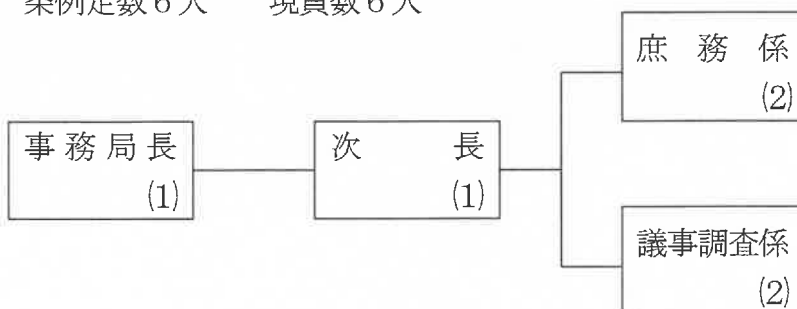 条例定数6人 現員数6人
庶務係
(2)
事務局長
(1)
次長
(1)
議事調査係
(2)